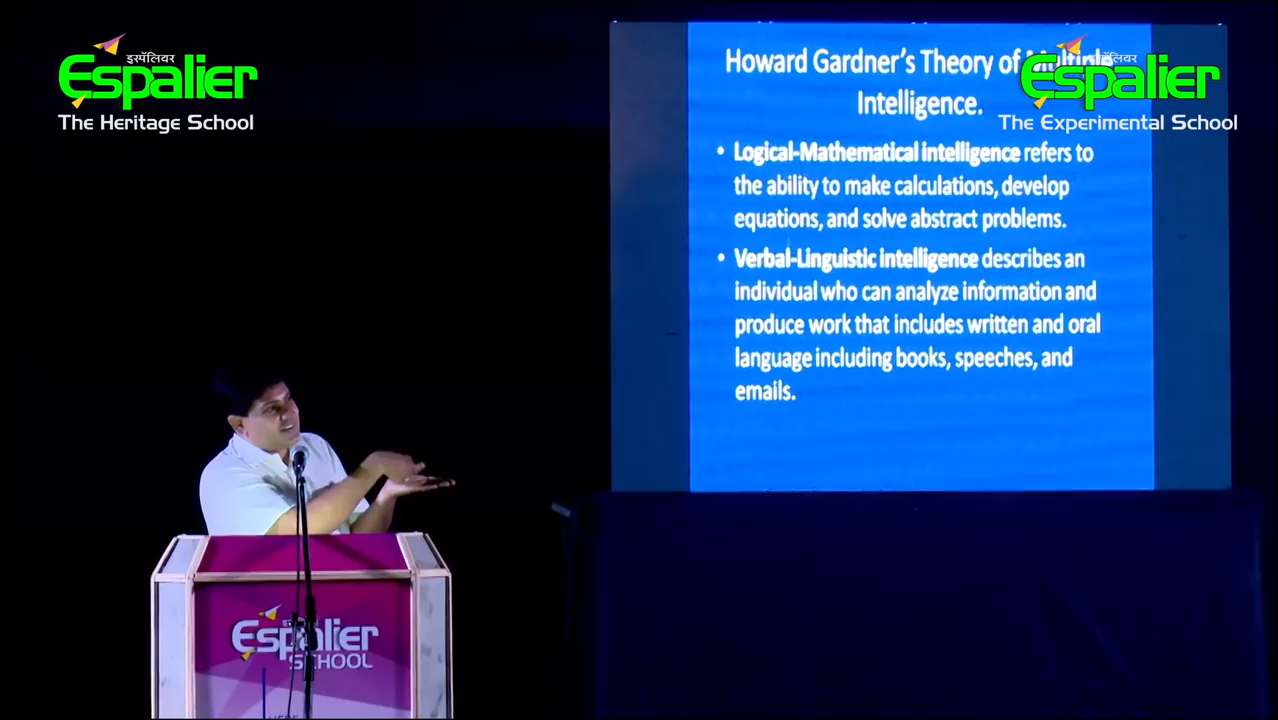 इस्पॅलियर
Espalier
The Heritage School
इस्पॅलियर
Espalier
The Experimental School
Howard Gardner's Theory of Multiple
Intelligence.
• Logical-Mathematical intelligence refers to
the ability to make calculations, develop
equations, and solve abstract problems.
• Verbal-Linguistic intelligence describes an
individual who can analyze information and
produce work that includes written and oral
language including books, speeches, and
emails.
Espalier
SCHOOL